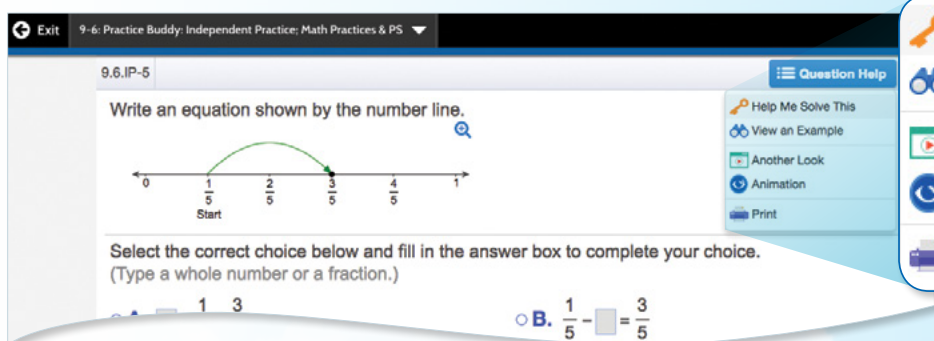 Exit 9-6: Practice Buddy: Independent Practice; Math Practices & PS
9.6.IP-5
Question Help
Write an equation shown by the number line.
Help Me Solve This
View an Example
Another Look
Animation
Print
0 1/5 2/5 3/5 4/5 1
Start
Select the correct choice below and fill in the answer box to complete your choice.
(Type a whole number or a fraction.)
1 3
B. 1/5 - = 3/5